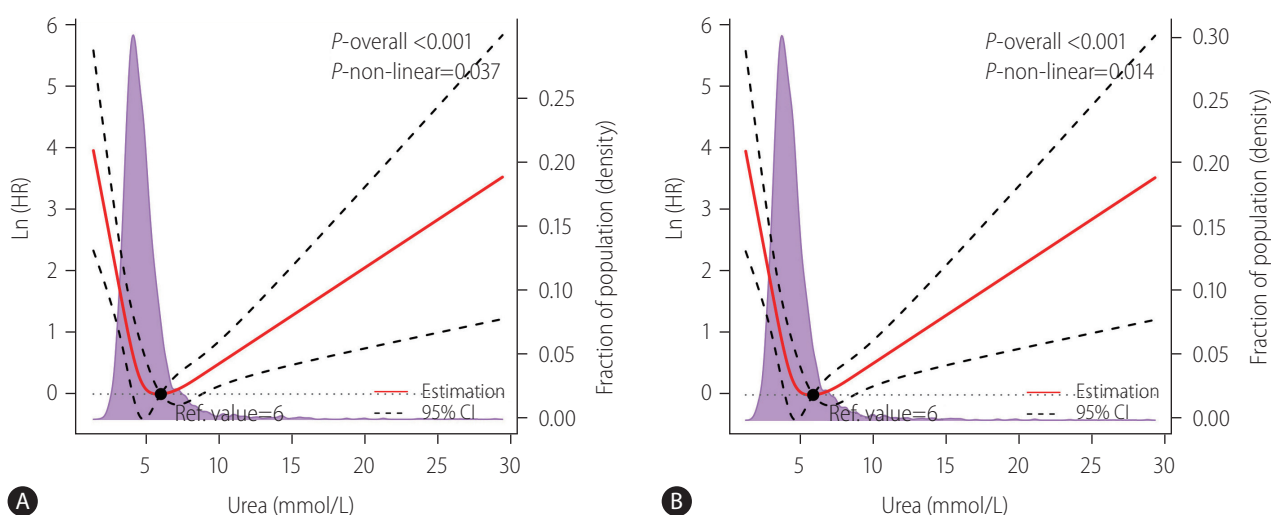 P-overall <0.001
P-non-linear=0.037
Ln (HR)
6
5
4
3
2
1
0
0.25
0.20
0.15
0.10
0.05
0.00
Fraction of population (density)
Estimation
95% CI
Ref. value=6
5 10 15 20 25 30
Urea (mmol/L)
A
P-overall <0.001
P-non-linear=0.014
Ln (HR)
6
5
4
3
2
1
0
0.30
0.25
0.20
0.15
0.10
0.05
0.00
Fraction of population (density)
Estimation
95% CI
Ref. value=6
5 10 15 20 25 30
Urea (mmol/L)
B